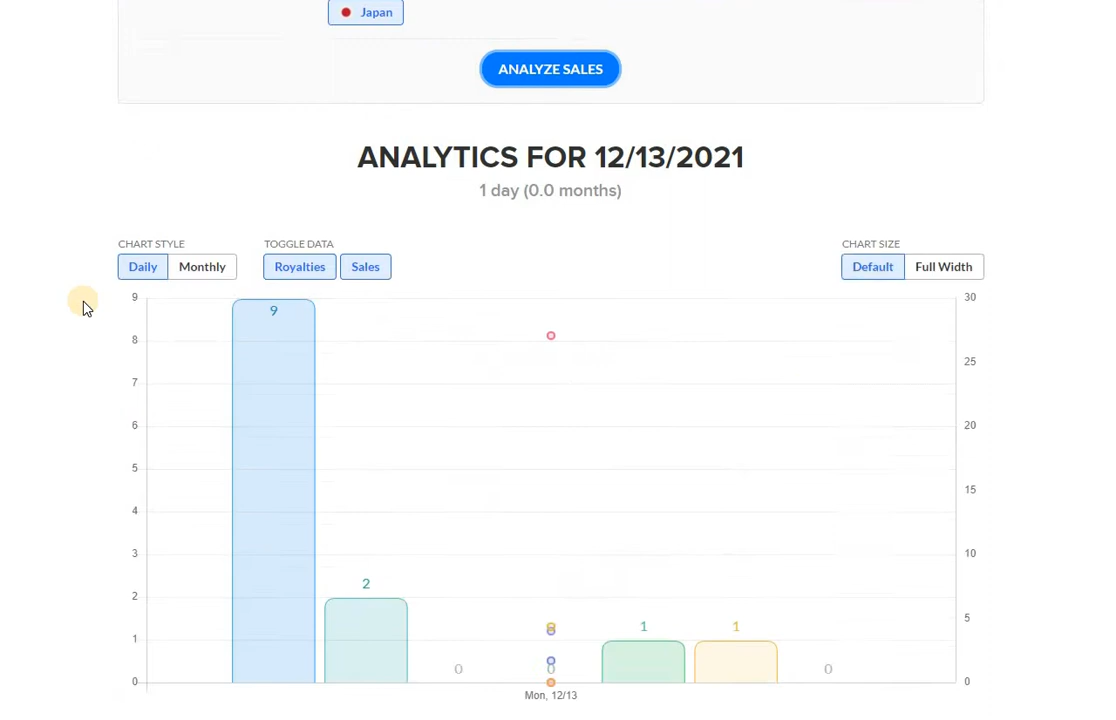 Japan
ANALYZE SALES
ANALYTICS FOR 12/13/2021
1 day (0.0 months)
CHART STYLE TOGGLE DATA CHART SIZE
Daily Monthly Royalties Sales Default Full Width
9 30
9
8
25
7
6 20
5
15
4
3 10
2
2
5
1 1
1
0 0
0
0 0
Mon, 12/13